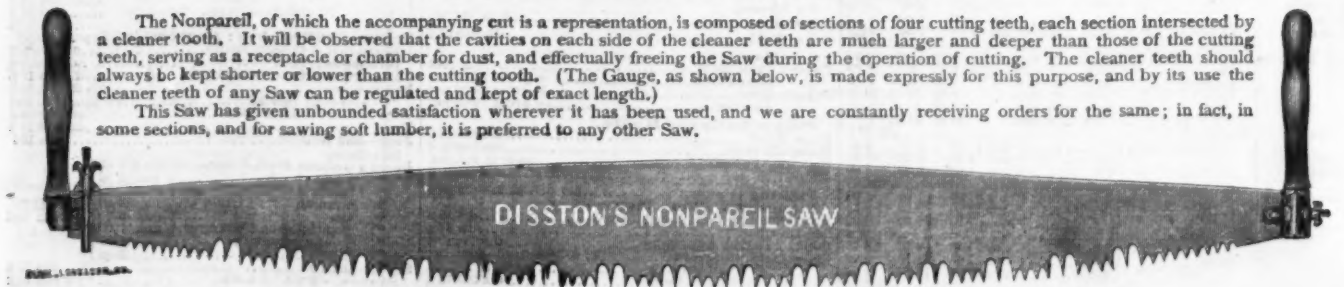 The Nonpareil, of which the accompanying cut is a representation, is composed of sections of four cutting teeth, each section intersected by
a cleaner tooth. It will be observed that the cavities on each side of the cleaner teeth are much larger and deeper than those of the cutting
teeth, serving as a receptacle or chamber for dust, and effectually freeing the Saw during the operation of cutting. The cleaner teeth should
always be kept shorter or lower than the cutting tooth. (The Gauge, as shown below, is made expressly for this purpose, and by its use the
cleaner teeth of any Saw can be regulated and kept of exact length.)
This Saw has given unbounded satisfaction wherever it has been used, and we are constantly receiving orders for the same; in fact, in
some sections, and for sawing soft lumber, it is preferred to any other Saw.
DISSTON'S NONPAREIL SAW